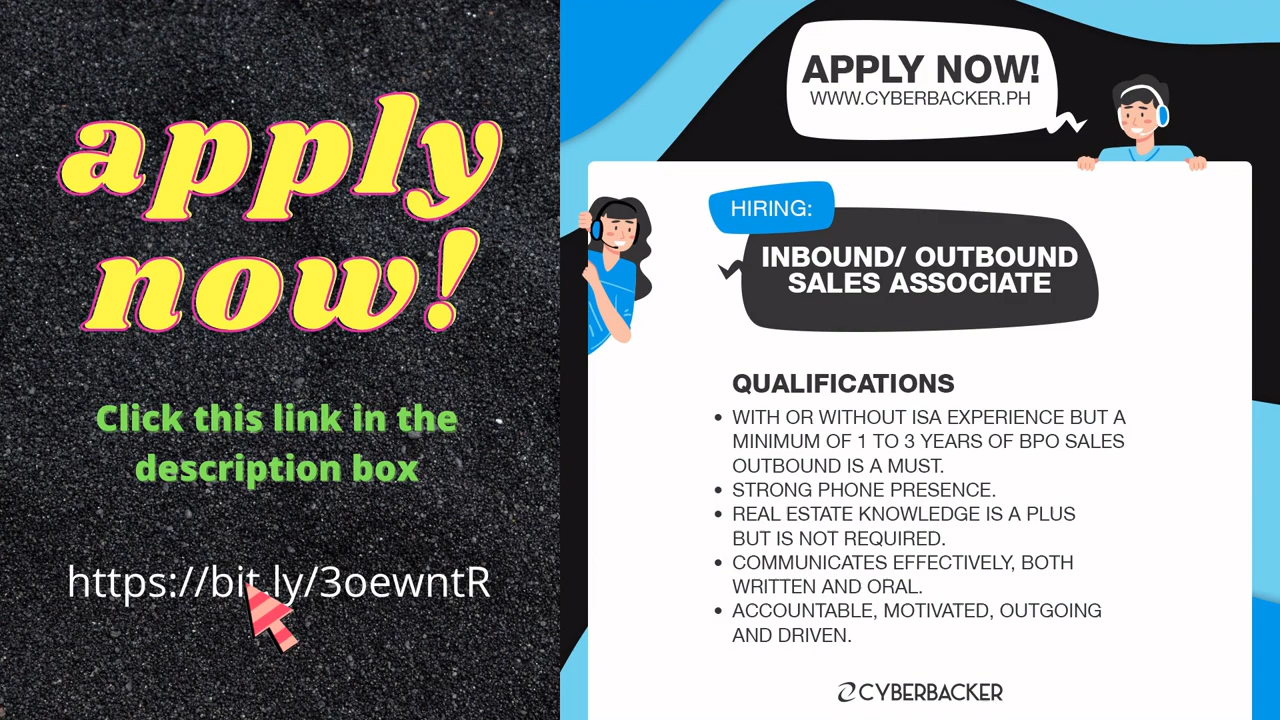 apply
now!
Click this link in the
description box
https://bit.ly/3oewntR
APPLY NOW!
WWW.CYBERBACKER.PH
HIRING:
INBOUND/ OUTBOUND
SALES ASSOCIATE
QUALIFICATIONS
• WITH OR WITHOUT ISA EXPERIENCE BUT A
MINIMUM OF 1 TO 3 YEARS OF BPO SALES
OUTBOUND IS A MUST.
• STRONG PHONE PRESENCE.
• REAL ESTATE KNOWLEDGE IS A PLUS
BUT IS NOT REQUIRED.
• COMMUNICATES EFFECTIVELY, BOTH
WRITTEN AND ORAL.
• ACCOUNTABLE, MOTIVATED, OUTGOING
AND DRIVEN.
CYBERBACKER